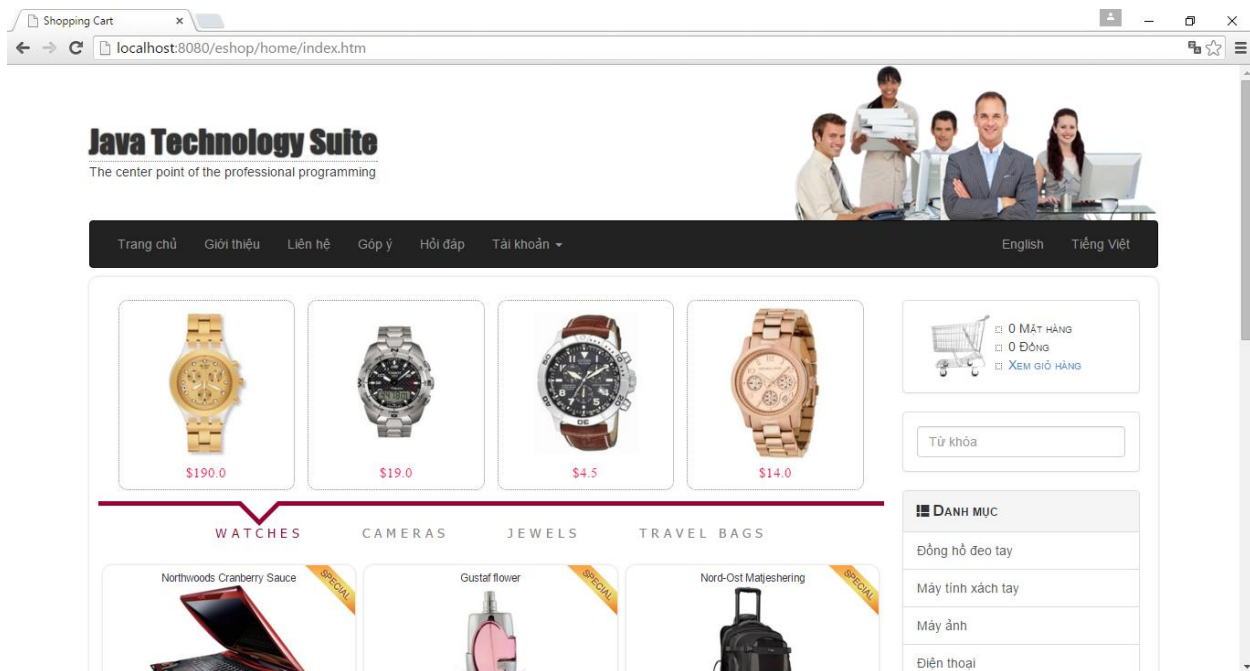 Shopping Cart
localhost:8080/eshop/home/index.htm
Java Technology Suite
The center point of the professional programming
Trang chủ Giới thiệu Liên hệ Góp ý Hỏi đáp Tài khoản English Tiếng Việt
$190.0 $19.0 $4.5 $14.0
0 Mặt hàng
0 Đồng
Xem giỏ hàng
Từ khóa
WATCHES CAMERAS JEWELS TRAVEL BAGS
Northwoods Cranberry Sauce SPECIAL
Gustaf flower SPECIAL
Nord-Ost Matjeshering SPECIAL
Danh mục
Đồng hồ đeo tay
Máy tính xách tay
Máy ảnh
Điện thoại